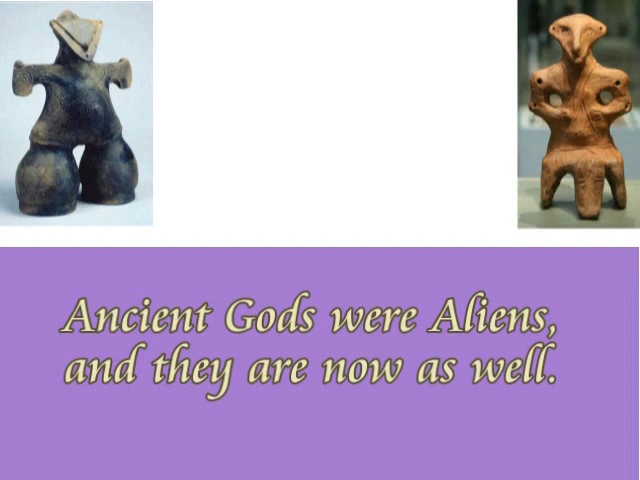 Ancient Gods were Aliens,
and they are now as well.